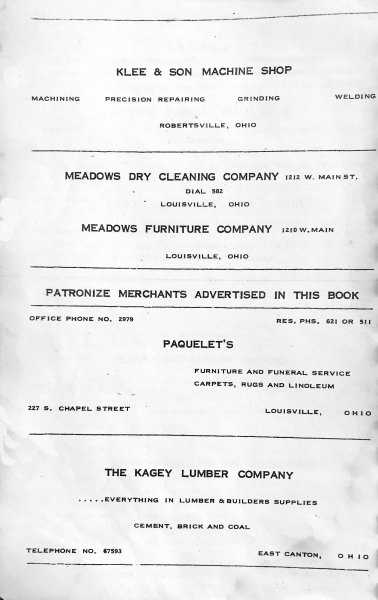 KLEE & SON MACHINE SHOP
MACHINING PRECISION REPAIRING GRINDING WELDING
ROBERTSVILLE, OHIO
MEADOWS DRY CLEANING COMPANY 1212 W. MAIN ST.
DIAL 582
LOUISVILLE, OHIO
MEADOWS FURNITURE COMPANY 1210 W, MAIN
LOUISVILLE, OHIO
PATRONIZE MERCHANTS ADVERTISED IN THIS BOOK
OFFICE PHONE NO. 2979 RES. PHS. 621 OR 511
PAQUELET'S
FURNITURE AND FUNERAL SERVICE
CARPETS, RUGS AND LINOLEUM
227 S. CHAPEL STREET LOUISVILLE, OHIO
THE KAGEY LUMBER COMPANY
.....EVERYTHING IN LUMBER & BUILDERS SUPPLIES
CEMENT, BRICK AND COAL
TELEPHONE NO. 67593 EAST CANTON, OHIO